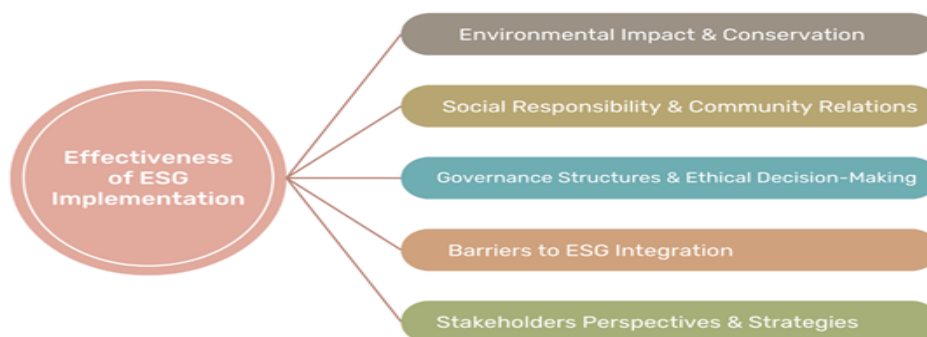 Effectiveness
of ESG
Implementation
Environmental Impact & Conservation
Social Responsibility & Community Relations
Governance Structures & Ethical Decision-Making
Barriers to ESG Integration
Stakeholders Perspectives & Strategies